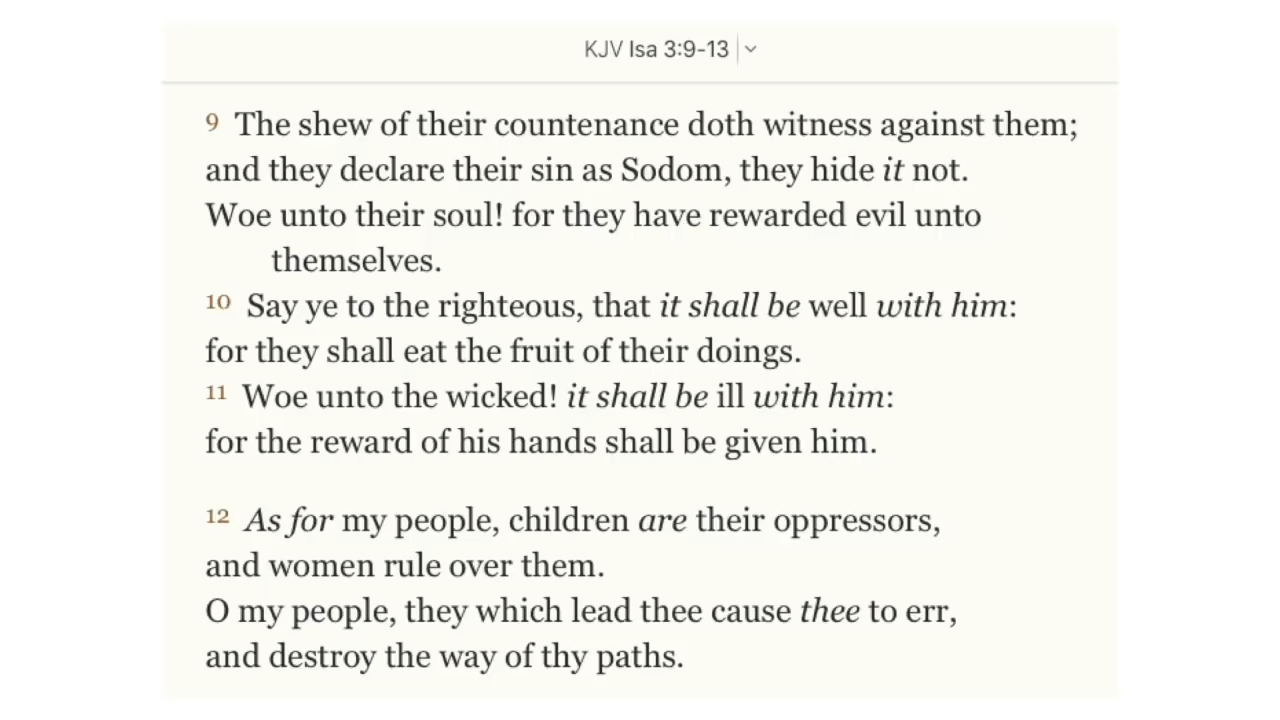 KJV Isa 3:9-13
9 The shew of their countenance doth witness against them;
and they declare their sin as Sodom, they hide it not.
Woe unto their soul! for they have rewarded evil unto
themselves.
10 Say ye to the righteous, that it shall be well with him:
for they shall eat the fruit of their doings.
11 Woe unto the wicked! it shall be ill with him:
for the reward of his hands shall be given him.
12 As for my people, children are their oppressors,
and women rule over them.
O my people, they which lead thee cause thee to err,
and destroy the way of thy paths.